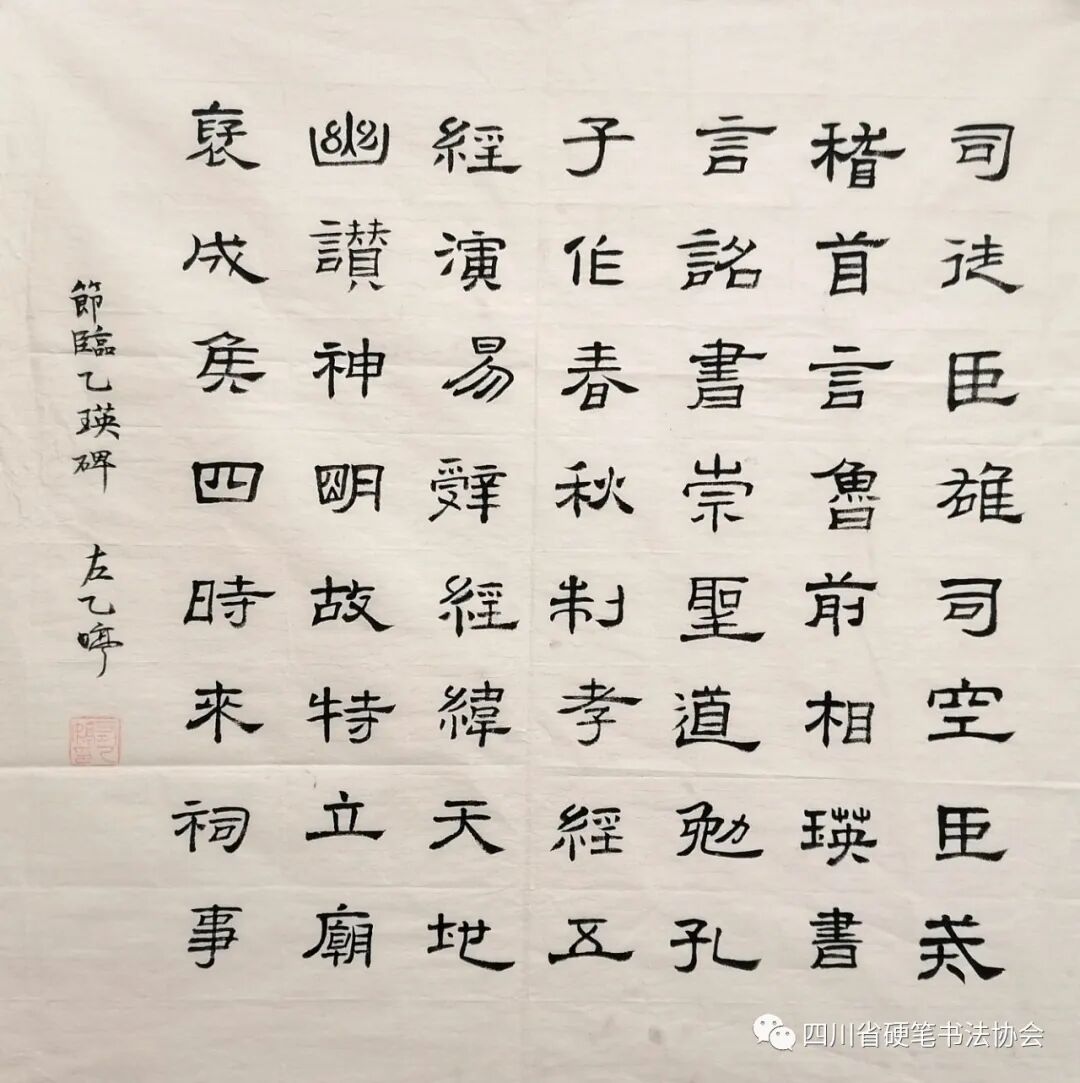 司徒臣雄司空臣戒
稽首言魯前相瑛書
言詔書崇聖道勉孔
子作春秋制孝經五
經演易辭經緯天地
幽讃神明故特立廟
褒成侯四時來祠事
節臨乙瑛碑 左乙
四川省硬笔书法协会